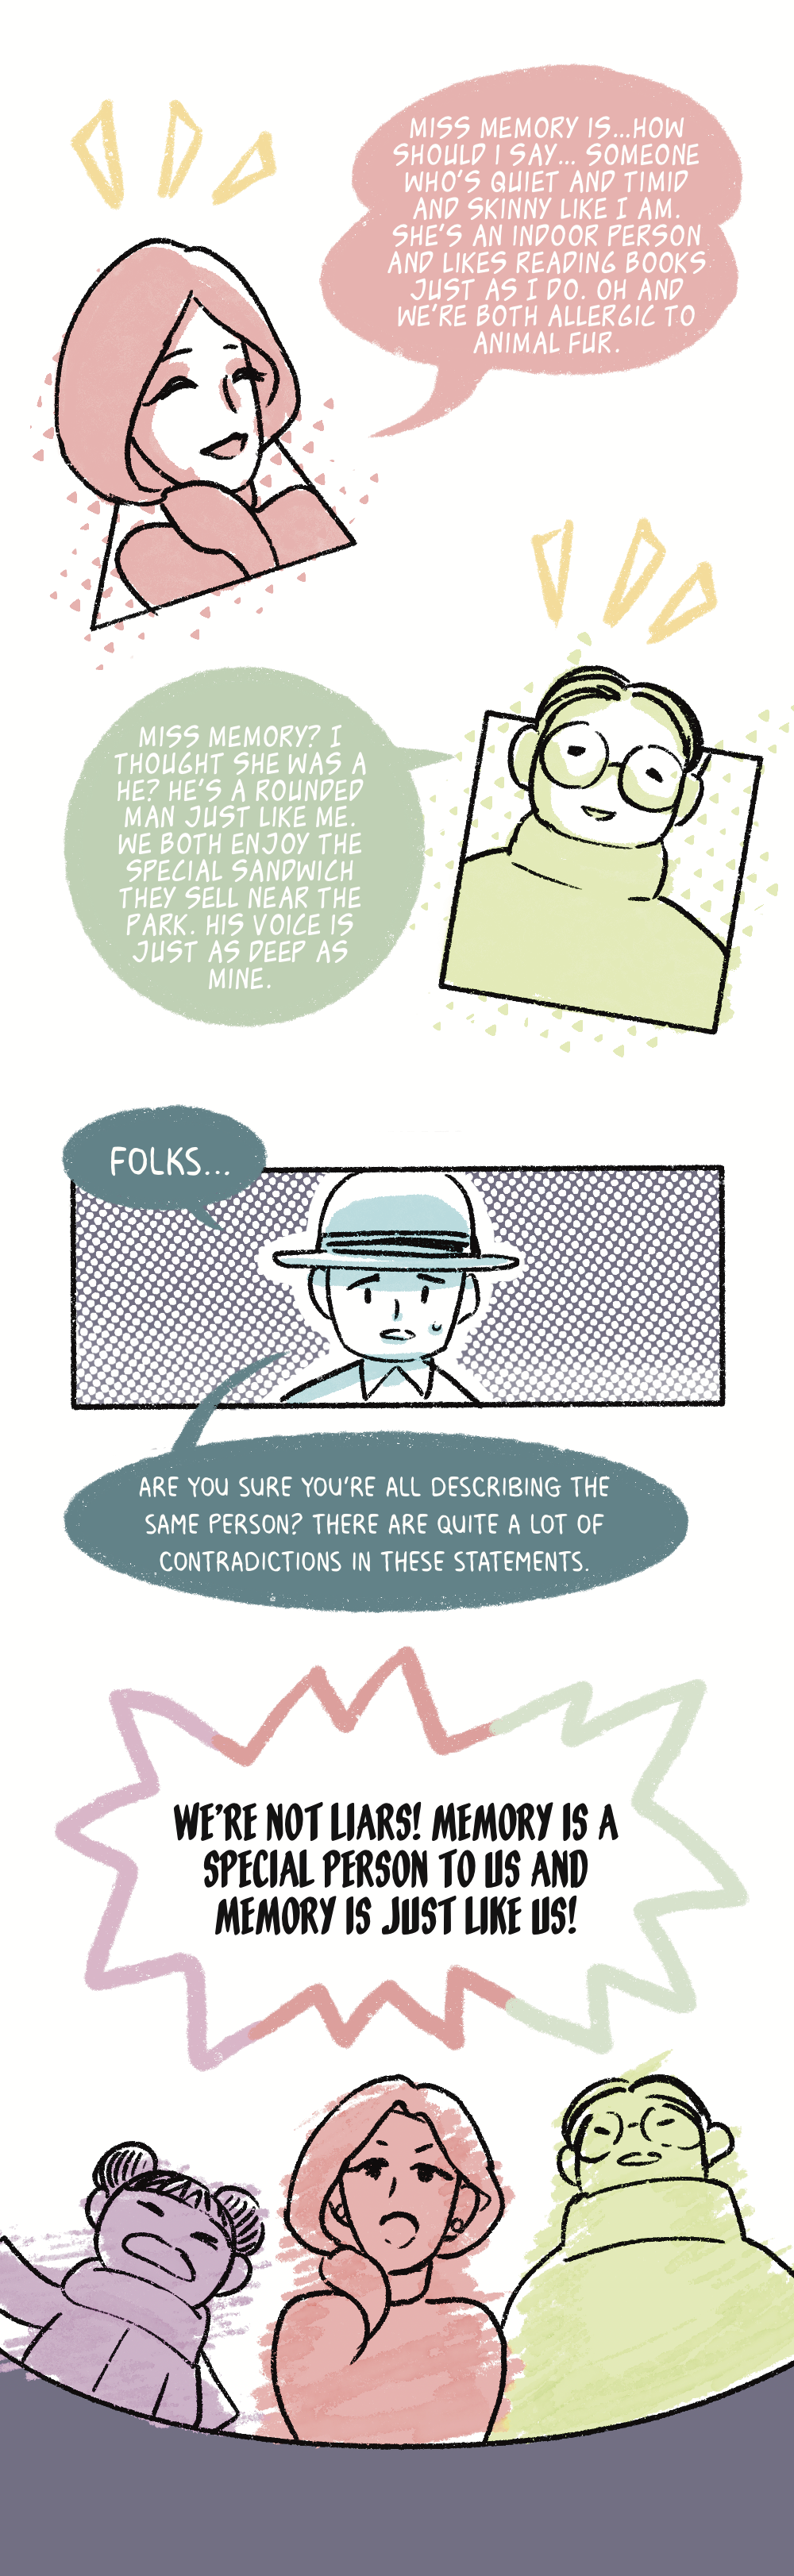 MISS MEMORY IS...HOW
SHOULD I SAY... SOMEONE
WHO'S QUIET AND TIMID
AND SKINNY LIKE I AM.
SHE'S AN INDOOR PERSON
AND LIKES READING BOOKS
JUST AS I DO. OH AND
WE'RE BOTH ALLERGIC TO
ANIMAL FUR.
MISS MEMORY? I
THOUGHT SHE WAS A
HE? HE'S A ROUNDED
MAN JUST LIKE ME.
WE BOTH ENJOY THE
SPECIAL SANDWICH
THEY SELL NEAR THE
PARK. HIS VOICE IS
JUST AS DEEP AS
MINE.
FOLKS...
ARE YOU SURE YOU'RE ALL DESCRIBING THE
SAME PERSON? THERE ARE QUITE A LOT OF
CONTRADICTIONS IN THESE STATEMENTS.
WE'RE NOT LIARS! MEMORY IS A
SPECIAL PERSON TO US AND
MEMORY IS JUST LIKE US!